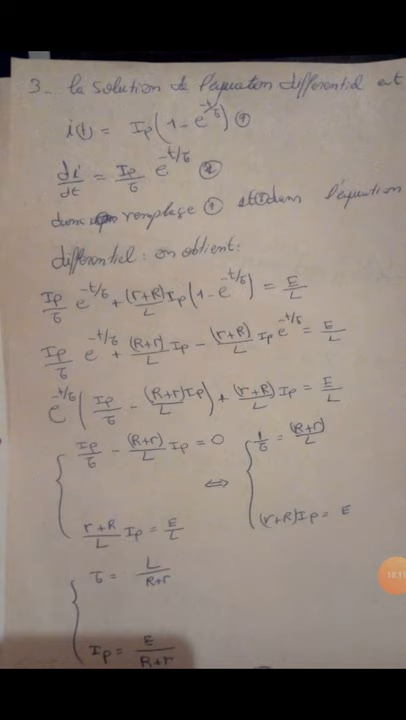 3- la solution de l'équation differentiel est
i(t) = Ip(1 - e^-t/τ) ①
di/dt = Ip/τ e^-t/τ ②
donc remplace ① et ② dans l'équation
differentiel : on obtient :
Ip/τ e^-t/τ + (r+R)/L Ip(1 - e^-t/τ) = E/L
Ip/τ e^-t/τ + (R+r)/L Ip - (r+R)/L Ip e^-t/τ = E/L
e^-t/τ (Ip/τ - (R+r)Ip/L) + (r+R)/L Ip = E/L
{ Ip/τ - (R+r)/L Ip = 0
r+R/L Ip = E/L
⇔
{ 1/τ = (R+r)/L
(r+R)Ip = E
{ τ = L/R+r
Ip = E/R+r